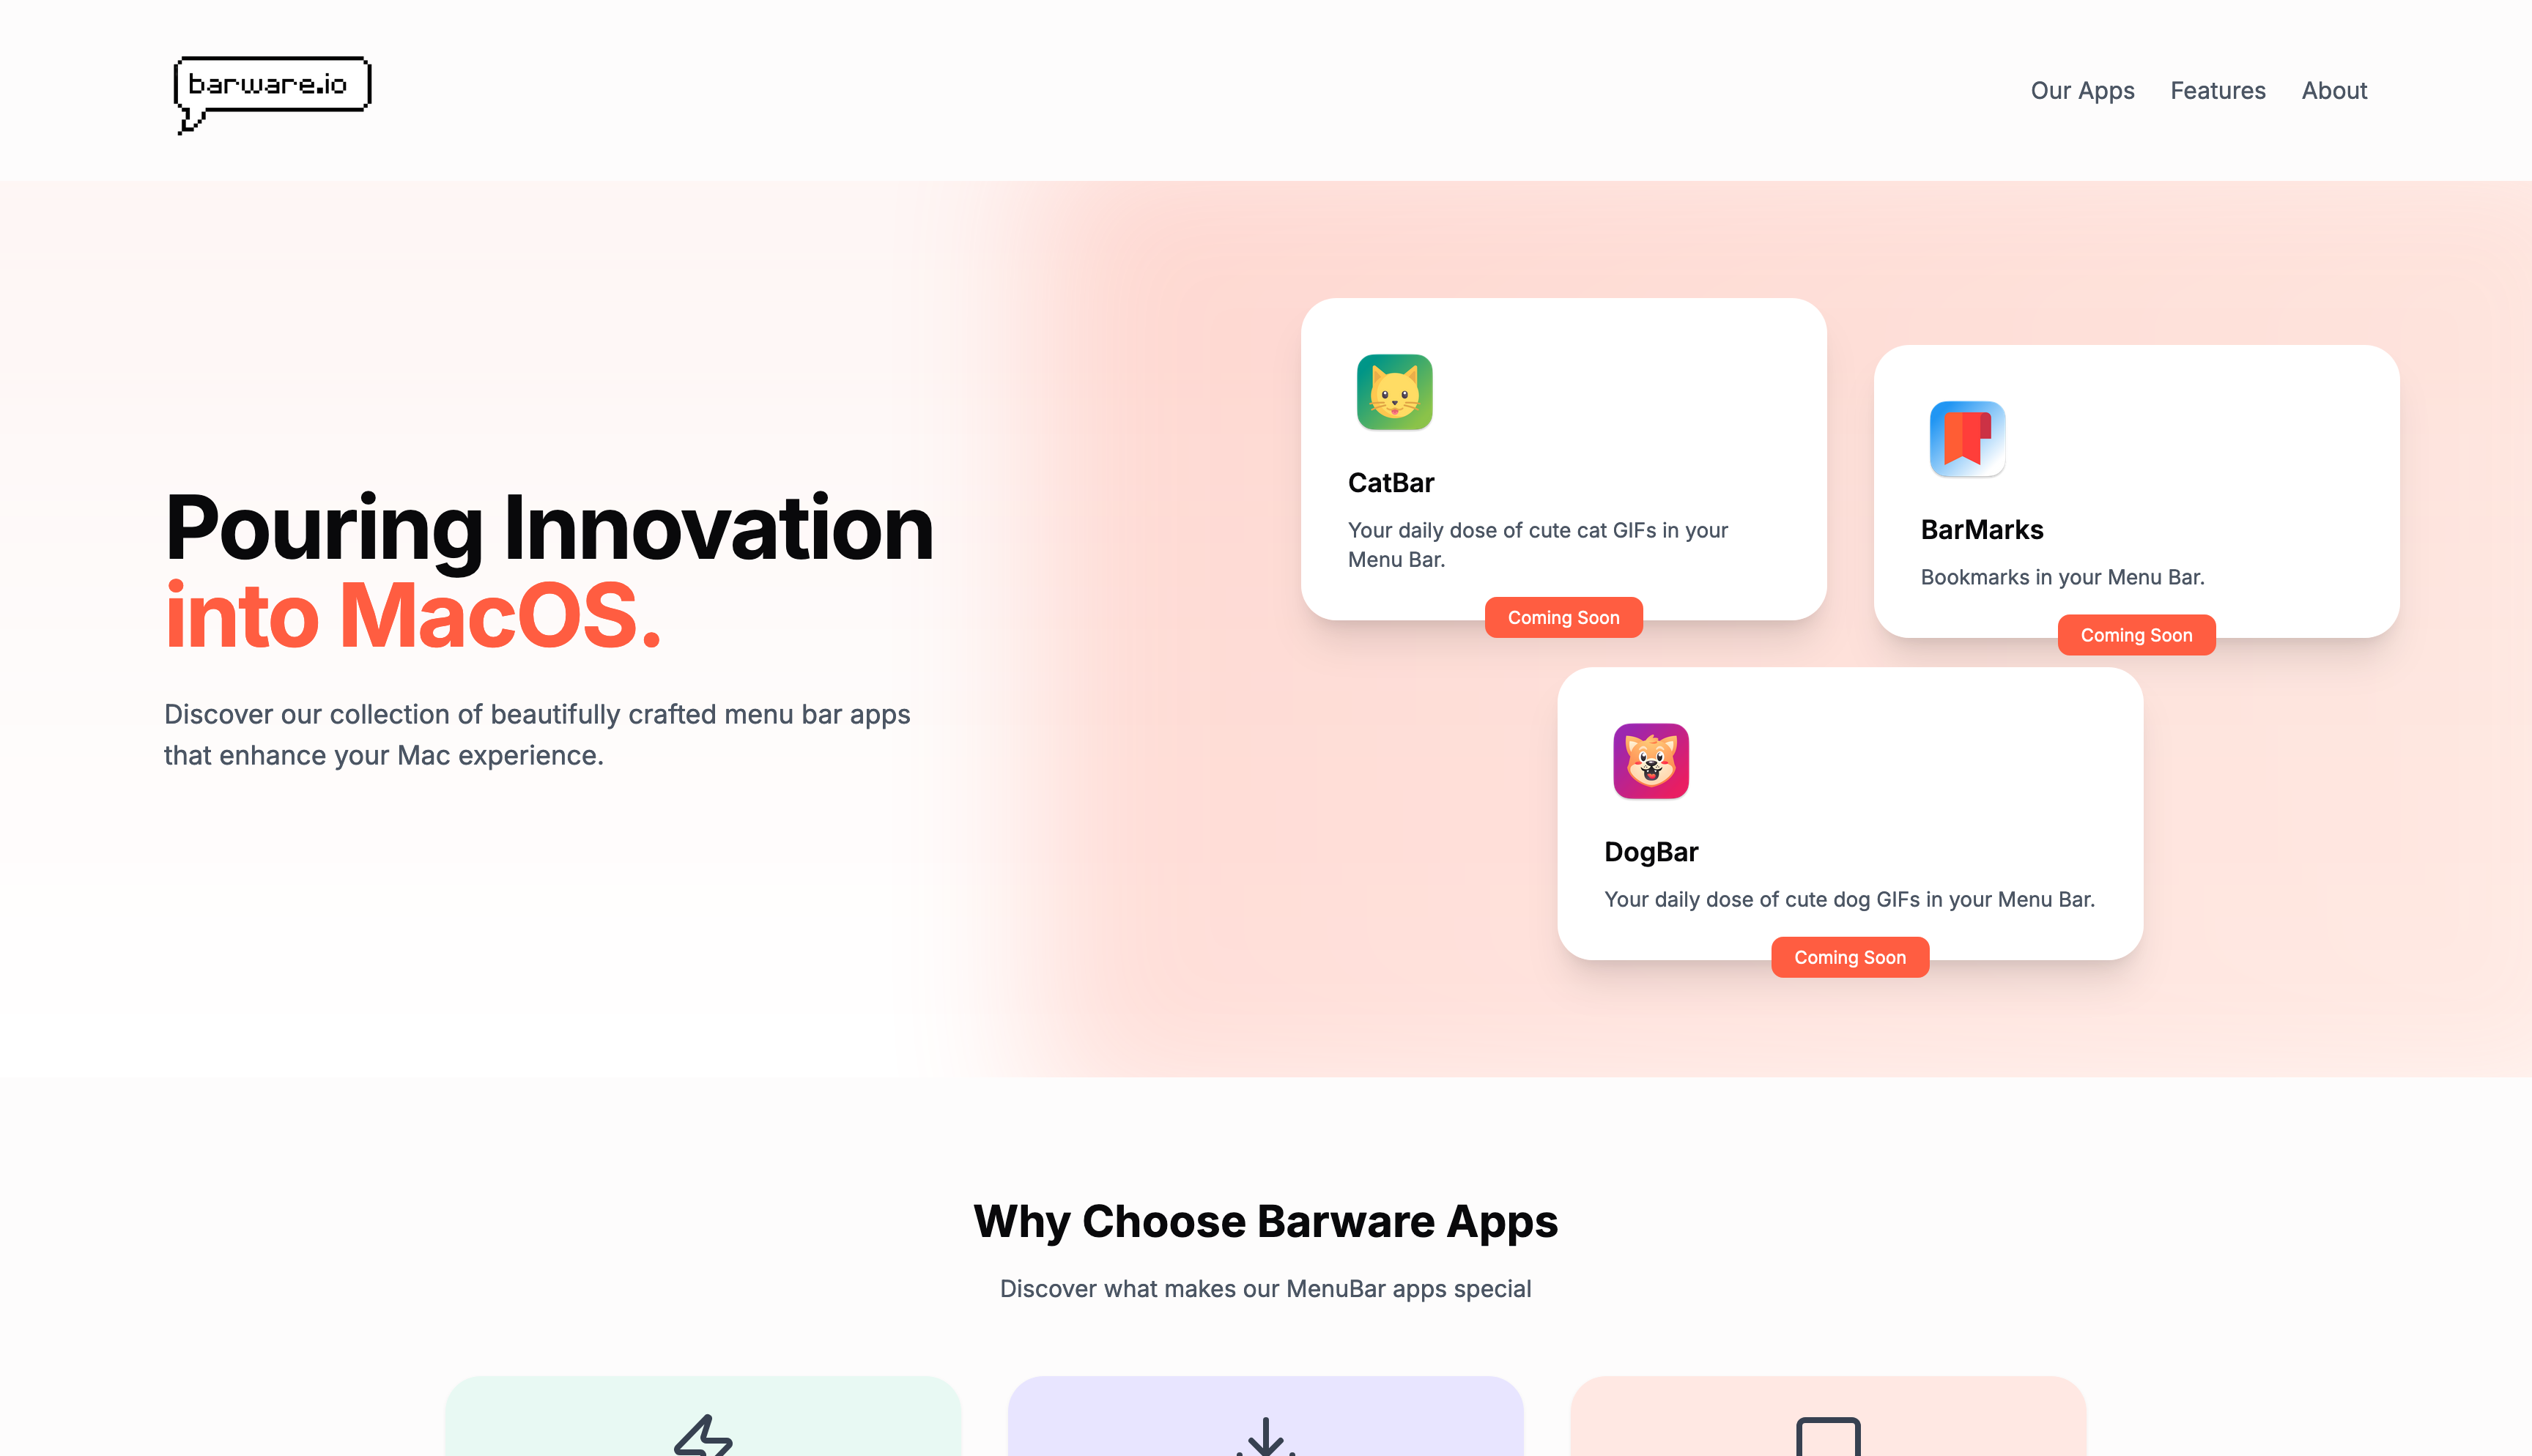 barware.io
Our Apps
Features
About
Pouring Innovation
into MacOS.
Discover our collection of beautifully crafted menu bar apps
that enhance your Mac experience.
CatBar
Your daily dose of cute cat GIFs in your
Menu Bar.
Coming Soon
BarMarks
Bookmarks in your Menu Bar.
Coming Soon
DogBar
Your daily dose of cute dog GIFs in your Menu Bar.
Coming Soon
Why Choose Barware Apps
Discover what makes our MenuBar apps special